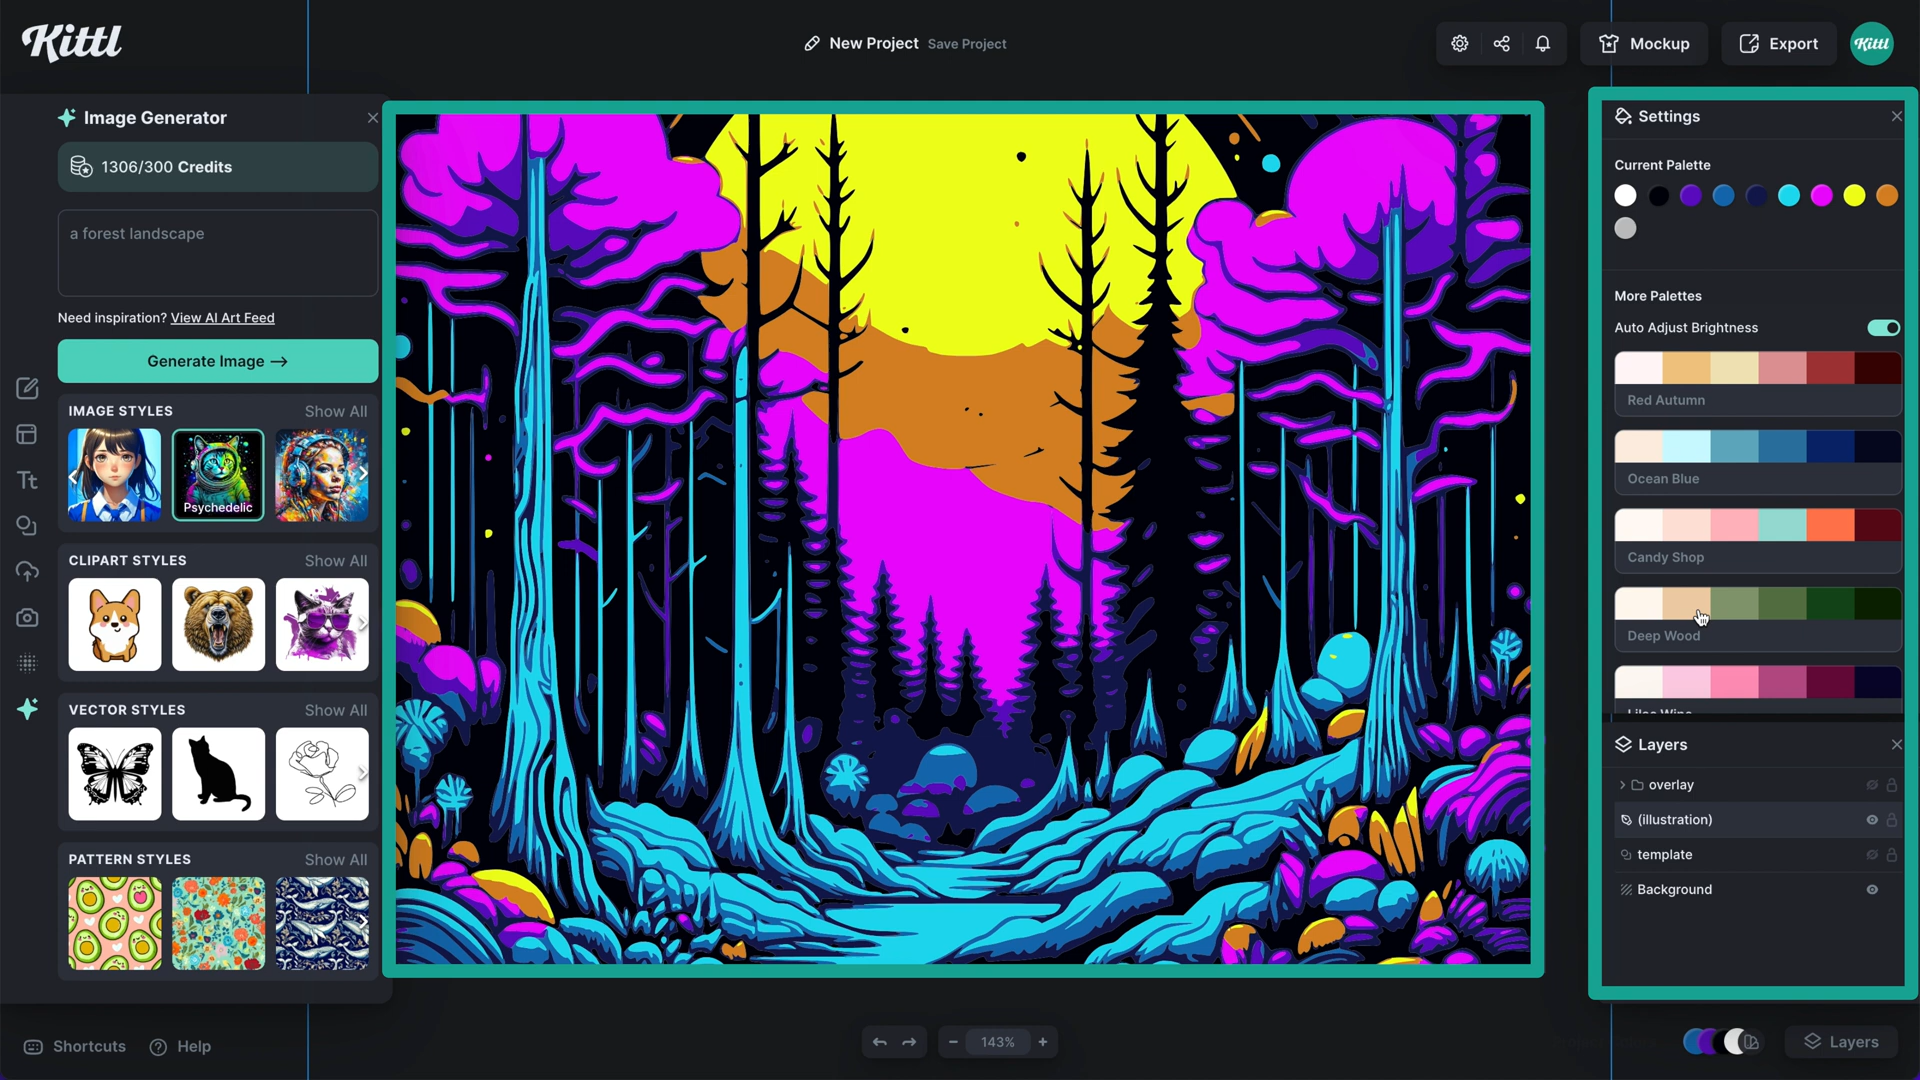 Kittl
New Project Save Project
Mockup
Export
Kittl
Image Generator
1306/300 Credits
a forest landscape
Need inspiration? View AI Art Feed
Generate Image →
IMAGE STYLES Show All
Psychedelic
CLIPART STYLES Show All
VECTOR STYLES Show All
PATTERN STYLES Show All
Tt
Settings
Current Palette
More Palettes
Auto Adjust Brightness
Red Autumn
Ocean Blue
Candy Shop
Deep Wood
Lilac Wine
Layers
overlay
(illustration)
template
Background
Shortcuts
Help
143%
Layers